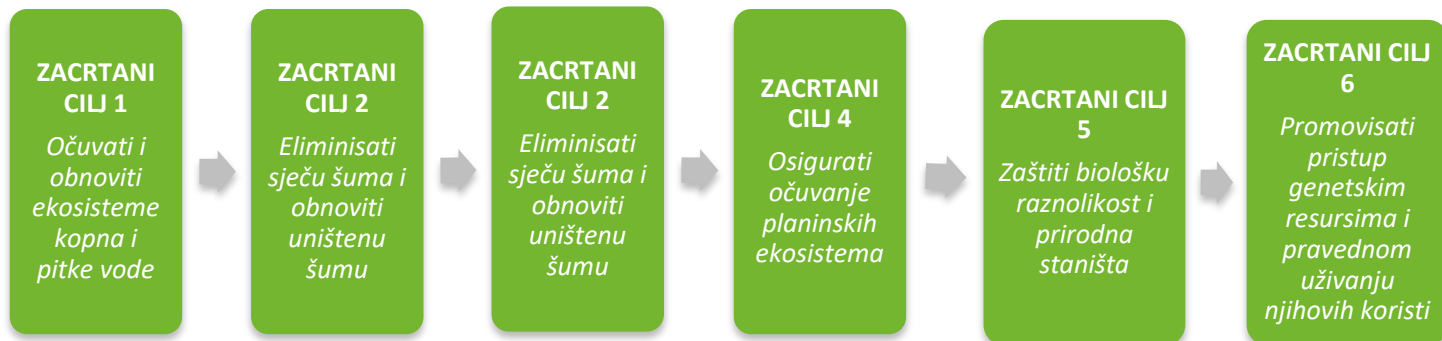 ZACRTANI
CILJ 1
Očuvati i
obnoviti
ekosisteme
kopna i
pitke vode
ZACRTANI
CILJ 2
Eliminisati
sječu šuma i
obnoviti
uništenu
šumu
ZACRTANI
CILJ 2
Eliminisati
sječu šuma i
obnoviti
uništenu
šumu
ZACRTANI
CILJ 4
Osigurati
očuvanje
planinskih
ekosistema
ZACRTANI CILJ
5
Zaštiti biološku
raznolikost i
prirodna
staništa
ZACRTANI CILJ
6
Promovisati
pristup
genetskim
resursima i
pravednom
uživanju
njihovih koristi